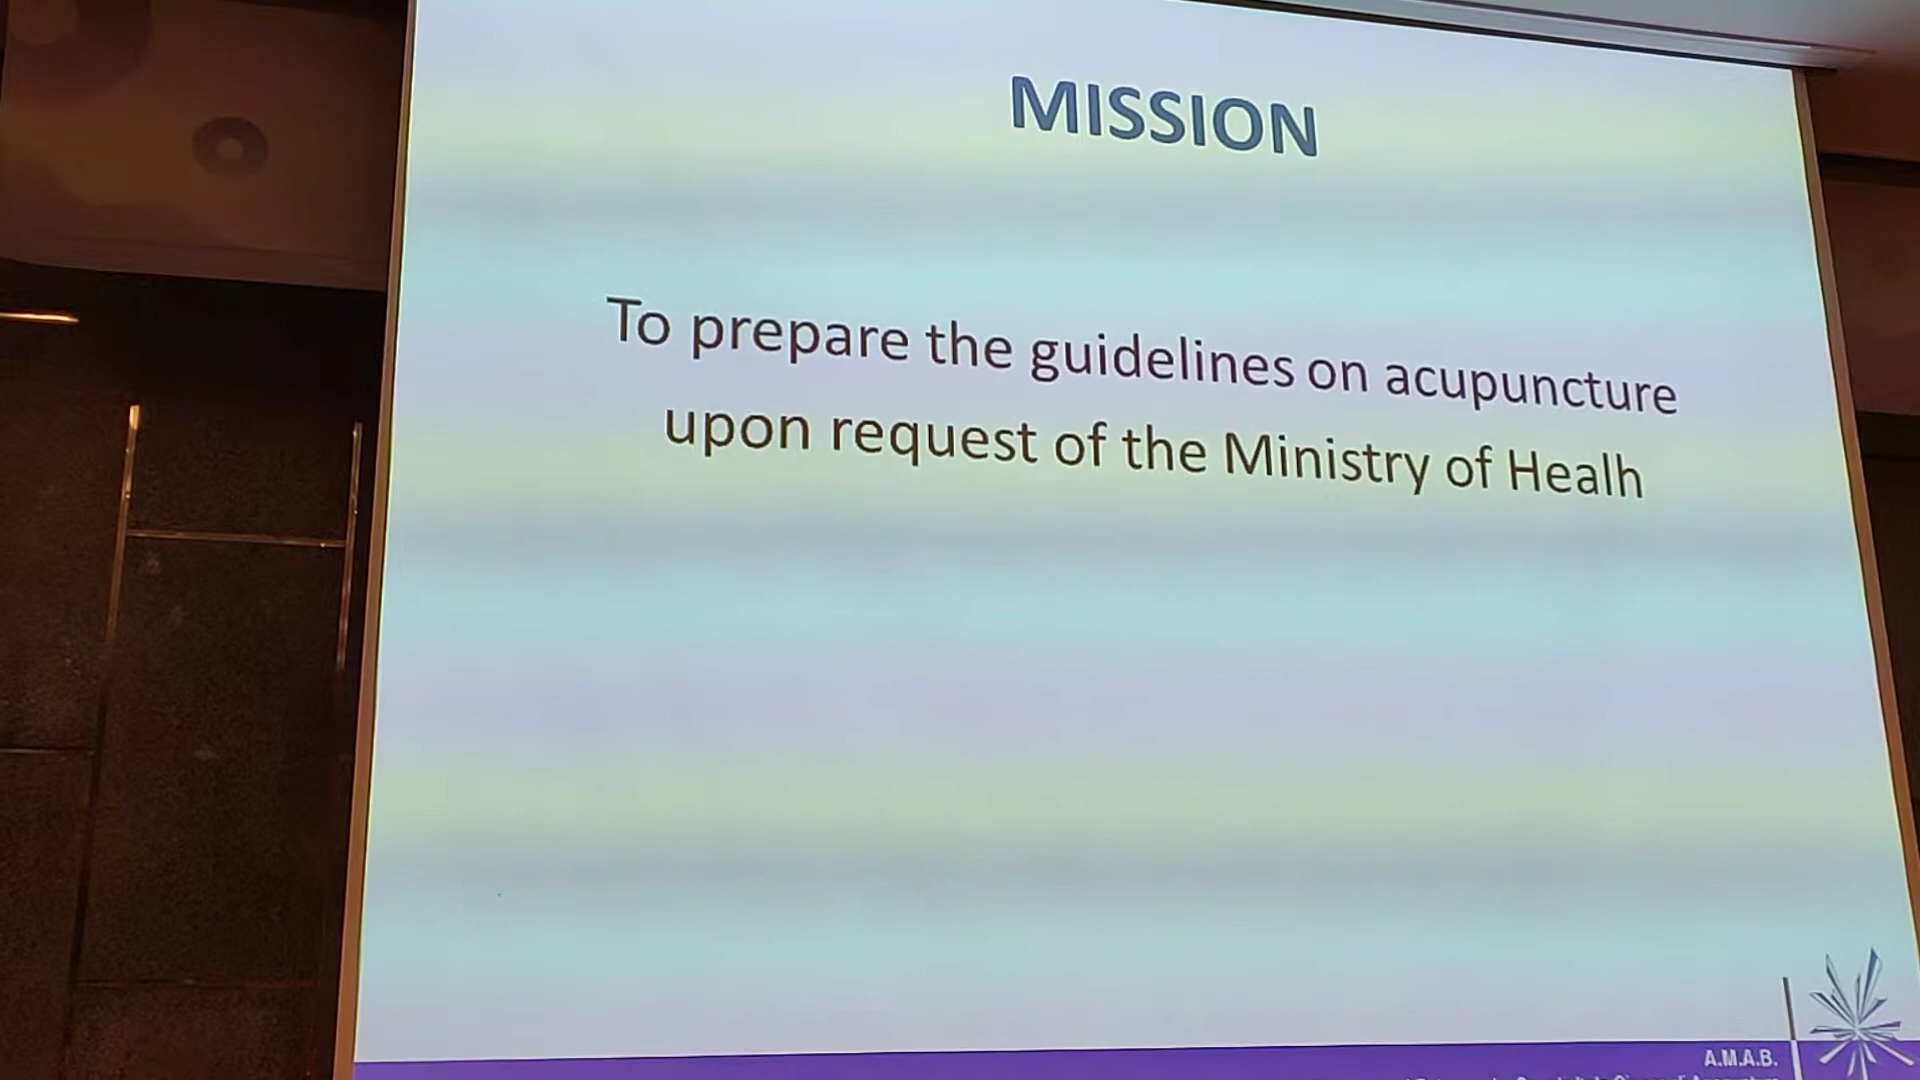 MISSION
To prepare the guidelines on acupuncture
upon request of the Ministry of Healh
A.M.A.B.